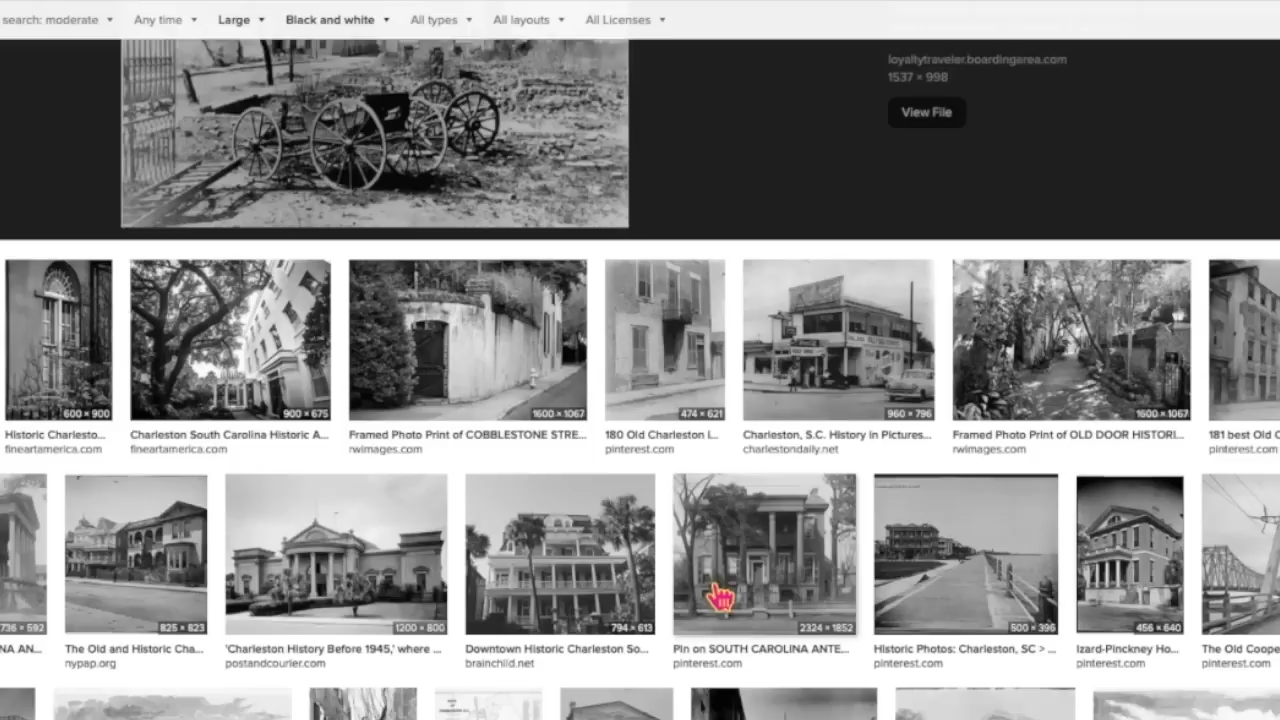 search: moderate Any time Large Black and white All types All layouts All Licenses
loyaltytraveler.boardingarea.com
1537 × 998
View File
600 × 900 900 × 675 1600 × 1067 474 × 621 960 × 796 1600 × 1067
Historic Charlesto... Charleston South Carolina Historic A... Framed Photo Print of COBBLESTONE STRE... 180 Old Charleston I... Charleston, S.C. History in Pictures... Framed Photo Print of OLD DOOR HISTORI... 181 best Old C
fineartamerica.com fineartamerica.com rwimages.com pinterest.com charlestondaily.net rwimages.com pinterest.com
736 × 592 825 × 823 1200 × 800 794 × 613 2324 × 1852 500 × 396 456 × 640
NA AN... The Old and Historic Cha... 'Charleston History Before 1945,' where ... Downtown Historic Charleston So... Pin on SOUTH CAROLINA ANTE... Historic Photos: Charleston, SC > ... Izard-Pinckney Ho... The Old Coope
nypap.org postandcourier.com brainchild.net pinterest.com pinterest.com pinterest.com pinterest.com